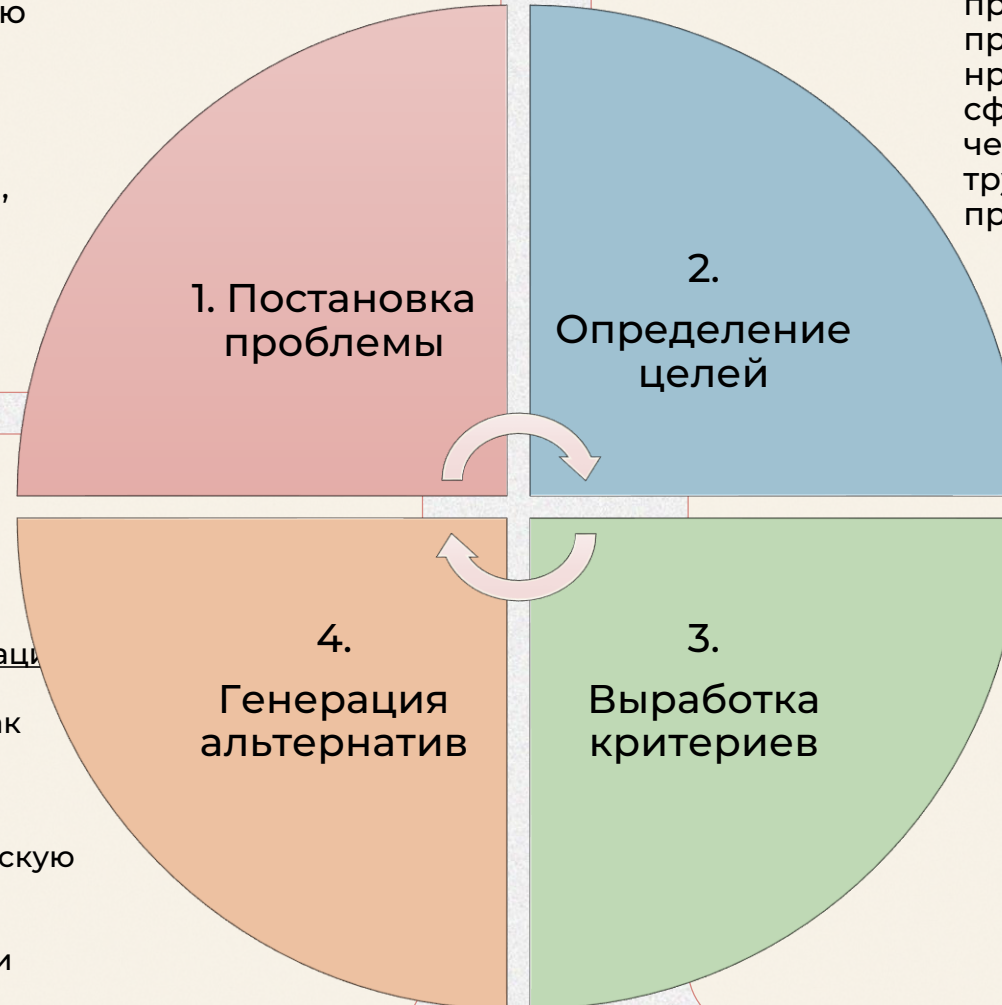 1. Постановка
проблемы
2.
Определение
целей
4.
Генерация
альтернатив
3.
Выработка
критериев